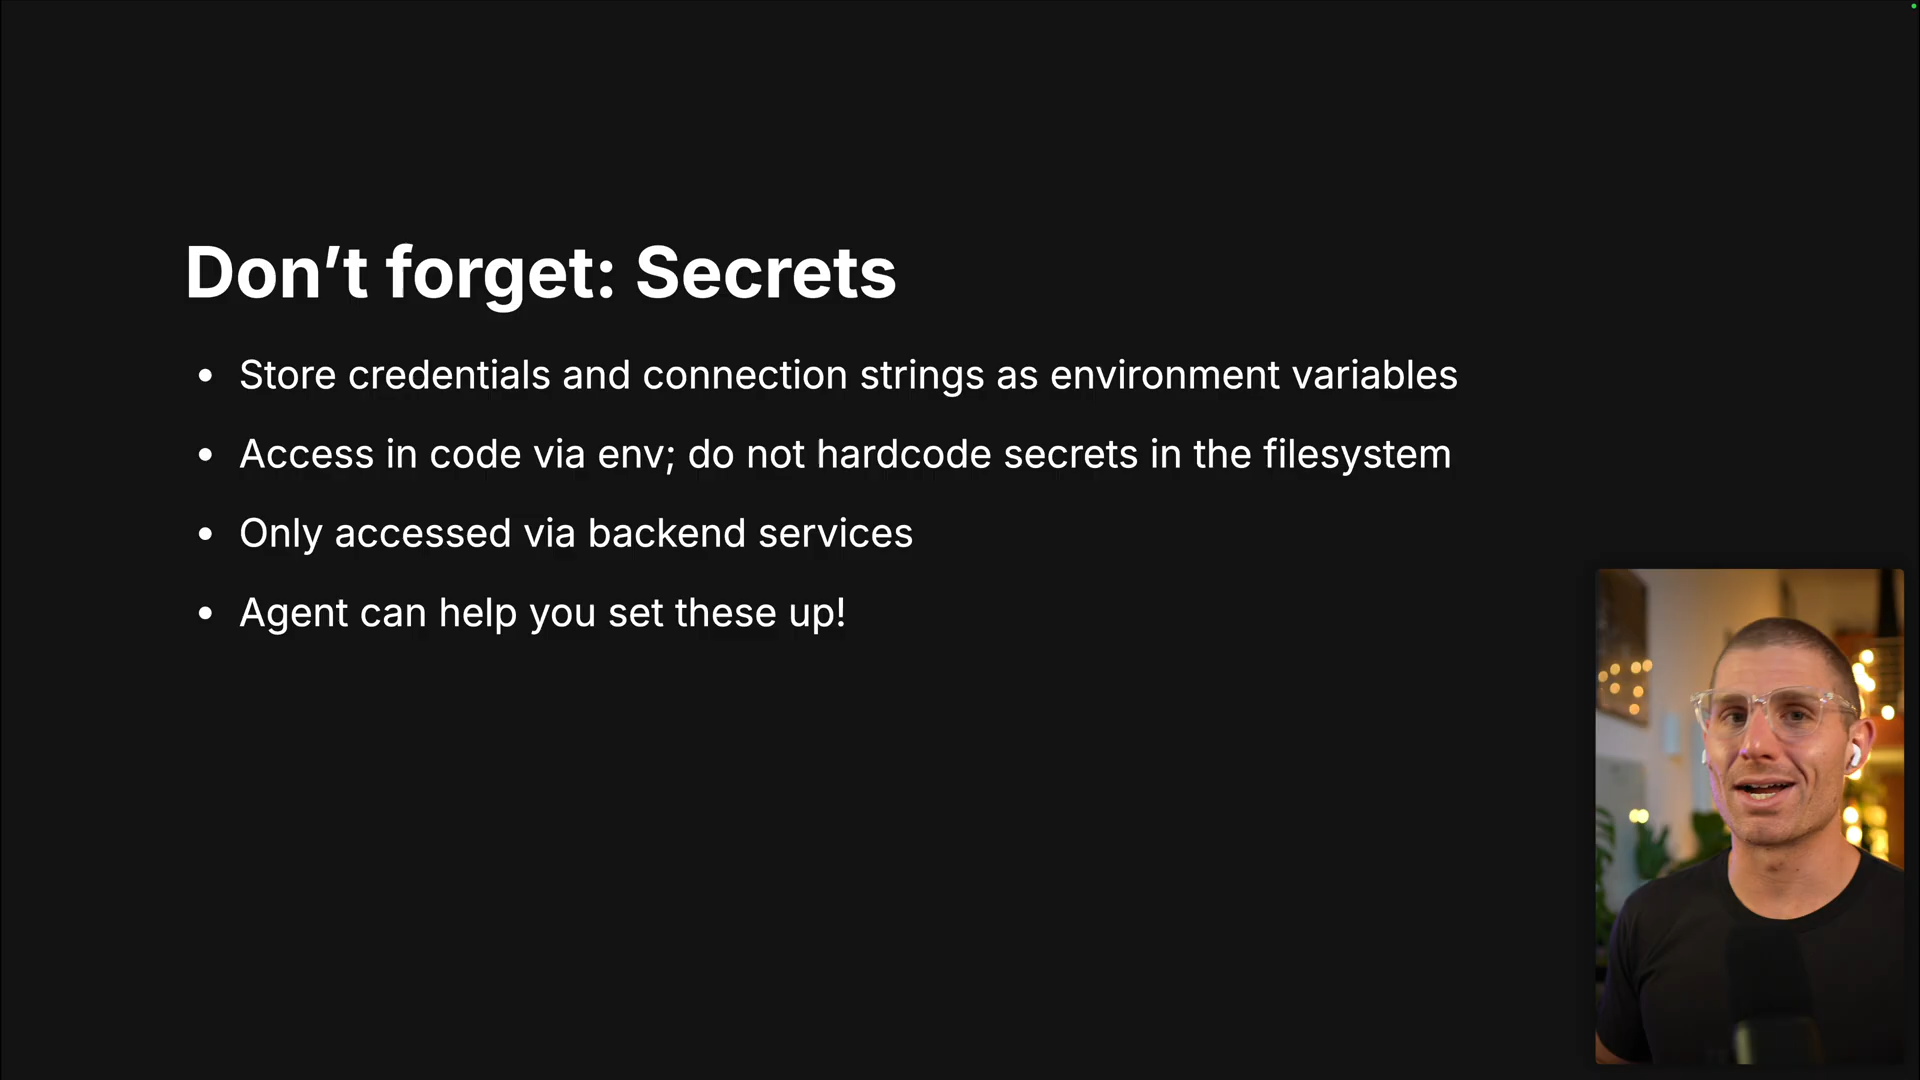 Don’t forget: Secrets
• Store credentials and connection strings as environment variables
• Access in code via env; do not hardcode secrets in the filesystem
• Only accessed via backend services
• Agent can help you set these up!